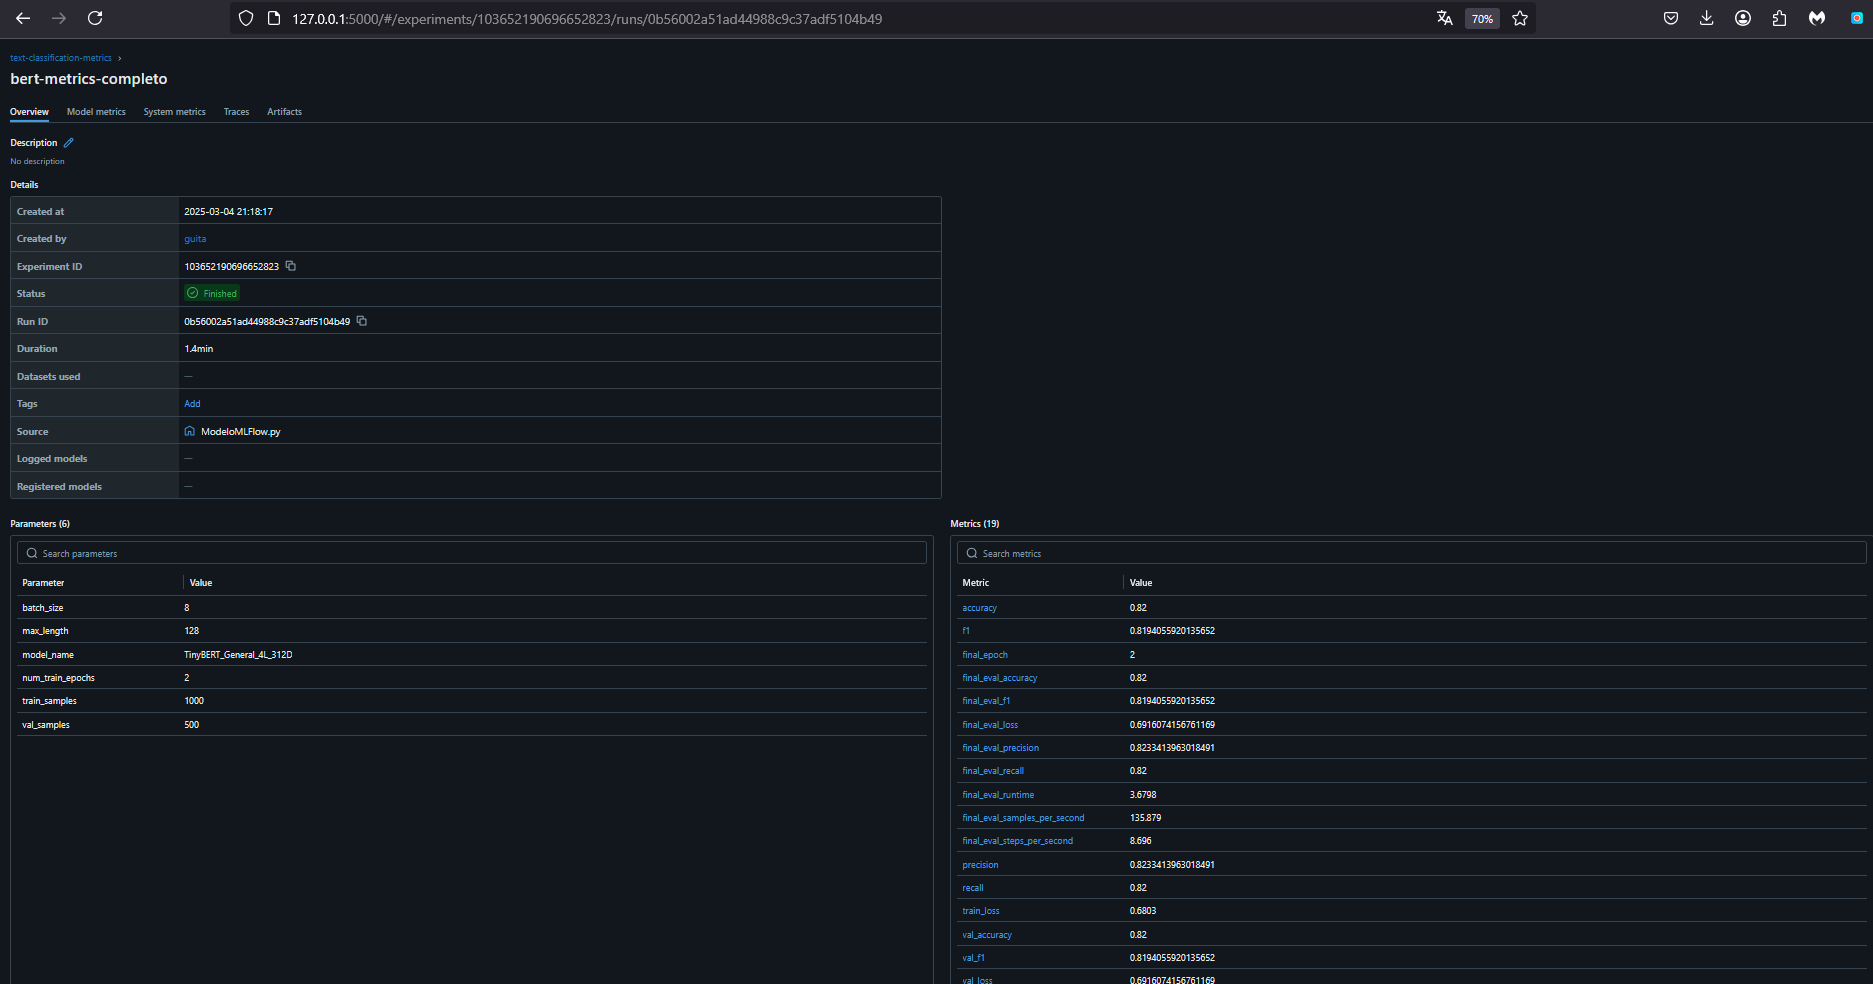 127.0.0.1:5000/#/experiments/103652190696652823/runs/0b56002a51ad44988c9c37adf5104b49
70%
text-classification-metrics ›
bert-metrics-completo
Overview Model metrics System metrics Traces Artifacts
Description
No description
Details
Created at 2025-03-04 21:18:17
Created by guita
Experiment ID 103652190696652823
Status Finished
Run ID 0b56002a51ad44988c9c37adf5104b49
Duration 1.4min
Datasets used —
Tags Add
Source ModeloMLFlow.py
Logged models —
Registered models —
Parameters (6)
Search parameters
Parameter Value
batch_size 8
max_length 128
model_name TinyBERT_General_4L_312D
num_train_epochs 2
train_samples 1000
val_samples 500
Metrics (19)
Search metrics
Metric Value
accuracy 0.82
f1 0.8194055920135652
final_epoch 2
final_eval_accuracy 0.82
final_eval_f1 0.8194055920135652
final_eval_loss 0.6916074156761169
final_eval_precision 0.8233413963018491
final_eval_recall 0.82
final_eval_runtime 3.6798
final_eval_samples_per_second 135.879
final_eval_steps_per_second 8.696
precision 0.8233413963018491
recall 0.82
train_loss 0.6803
val_accuracy 0.82
val_f1 0.8194055920135652
val_loss 0.6916074156761169